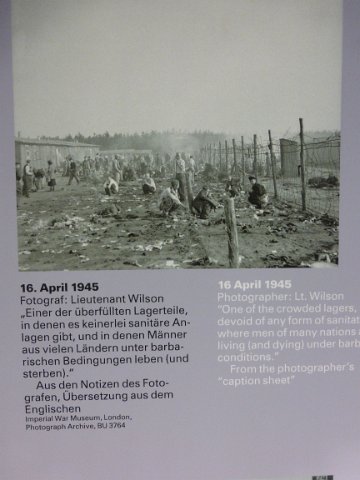 16. April 1945
Fotograf: Lieutenant Wilson
„Einer der überfüllten Lagerteile,
in denen es keinerlei sanitäre An-
lagen gibt, und in denen Männer
aus vielen Ländern unter barba-
rischen Bedingungen leben (und
sterben).“
Aus den Notizen des Foto-
grafen, Übersetzung aus dem
Englischen
Imperial War Museum, London,
Photograph Archive, BU 3764
16 April 1945
Photographer: Lt. Wilson
“One of the crowded lagers,
devoid of any form of sanitat
where men of many nations a
living (and dying) under barb
conditions.”
From the photographer’s
“caption sheet”